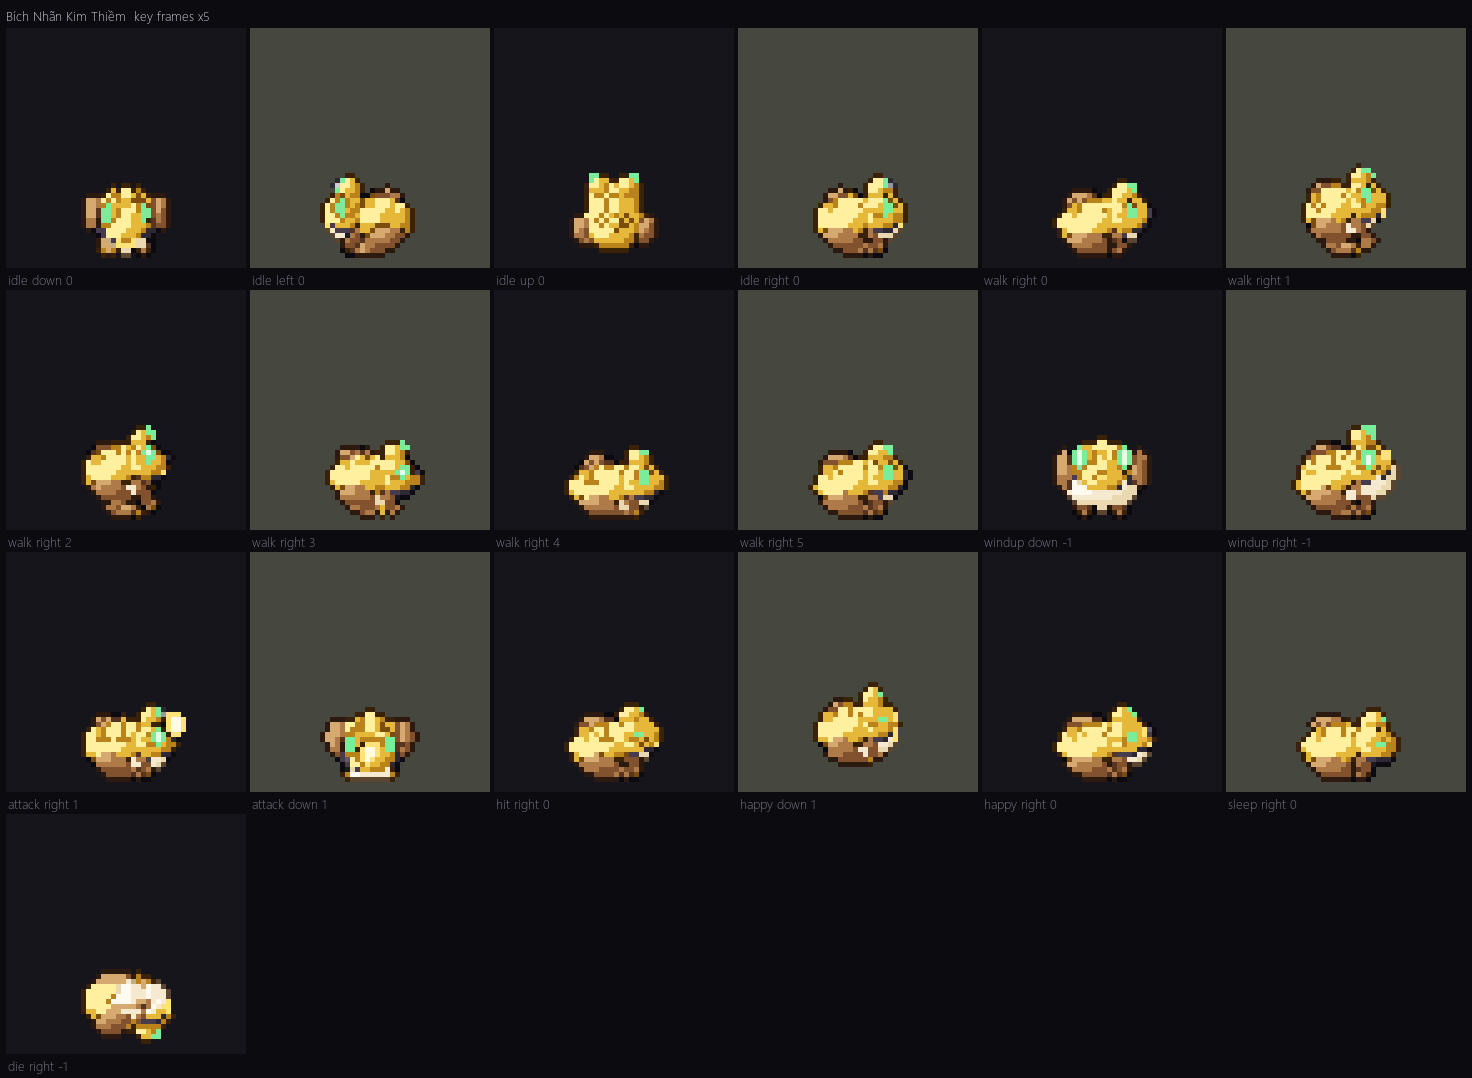 Bích Nhãn Kim Thiềm  key frames x5
idle down 0
idle left 0
idle up 0
idle right 0
walk right 0
walk right 1
walk right 2
walk right 3
walk right 4
walk right 5
windup down -1
windup right -1
attack right 1
attack down 1
hit right 0
happy down 1
happy right 0
sleep right 0
die right -1